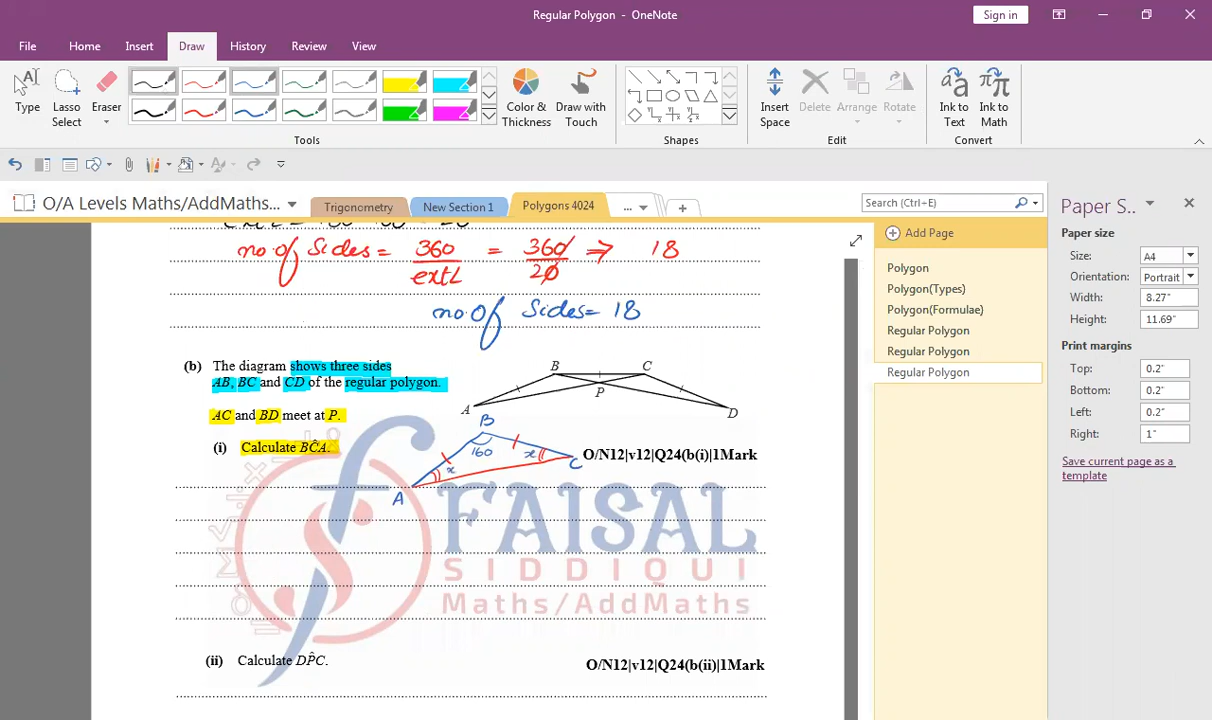 Regular Polygon - OneNote
Sign in
File Home Insert Draw History Review View
Type
Lasso Select
Eraser
Color & Thickness
Draw with Touch
Insert Space
Delete
Arrange
Rotate
Ink to Text
Ink to Math
Tools
Shapes
Edit
Convert
O/A Levels Maths/AddMaths...
Trigonometry
New Section 1
Polygons 4024
...
Search (Ctrl+E)
no. of Sides = 360/ext∠ = 360/20 ⇒ 18
no. of Sides = 18
(b) The diagram shows three sides
AB, BC and CD of the regular polygon.
AC and BD meet at P.
(i) Calculate BĈA.
O/N12|v12|Q24(b(i)|1Mark
B
C
P
A
D
B
160
x
x
A
C
FAISAL
SIDDIQUI
Maths/AddMaths
(ii) Calculate DP̂C.
O/N12|v12|Q24(b(ii)|1Mark
Add Page
Polygon
Polygon(Types)
Polygon(Formulae)
Regular Polygon
Regular Polygon
Regular Polygon
Paper S...
Paper size
Size: A4
Orientation: Portrait
Width: 8.27"
Height: 11.69"
Print margins
Top: 0.2"
Bottom: 0.2"
Left: 0.2"
Right: 1"
Save current page as a
template